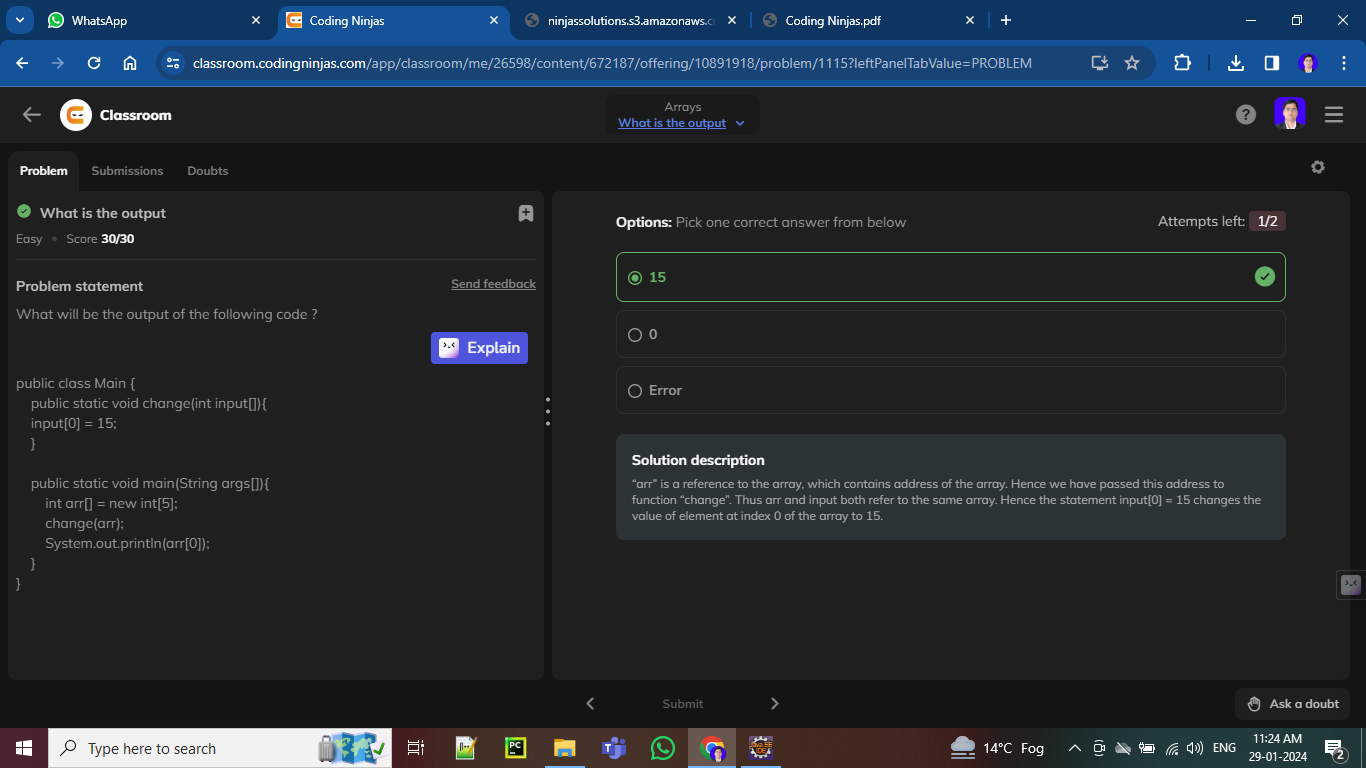 WhatsApp
Coding Ninjas
ninjassolutions.s3.amazonaws.c
Coding Ninjas.pdf
classroom.codingninjas.com/app/classroom/me/26598/content/672187/offering/10891918/problem/1115?leftPanelTabValue=PROBLEM
Classroom
Arrays
What is the output
Problem Submissions Doubts
What is the output
Easy • Score 30/30
Problem statement
Send feedback
What will be the output of the following code ?
Explain
public class Main {
public static void change(int input[]){
input[0] = 15;
}
public static void main(String args[]){
int arr[] = new int[5];
change(arr);
System.out.println(arr[0]);
}
}
Options: Pick one correct answer from below
Attempts left: 1/2
15
0
Error
Solution description
“arr” is a reference to the array, which contains address of the array. Hence we have passed this address to
function “change”. Thus arr and input both refer to the same array. Hence the statement input[0] = 15 changes the
value of element at index 0 of the array to 15.
Submit
Ask a doubt
Type here to search
PC
14°C Fog
ENG
11:24 AM
29-01-2024
2